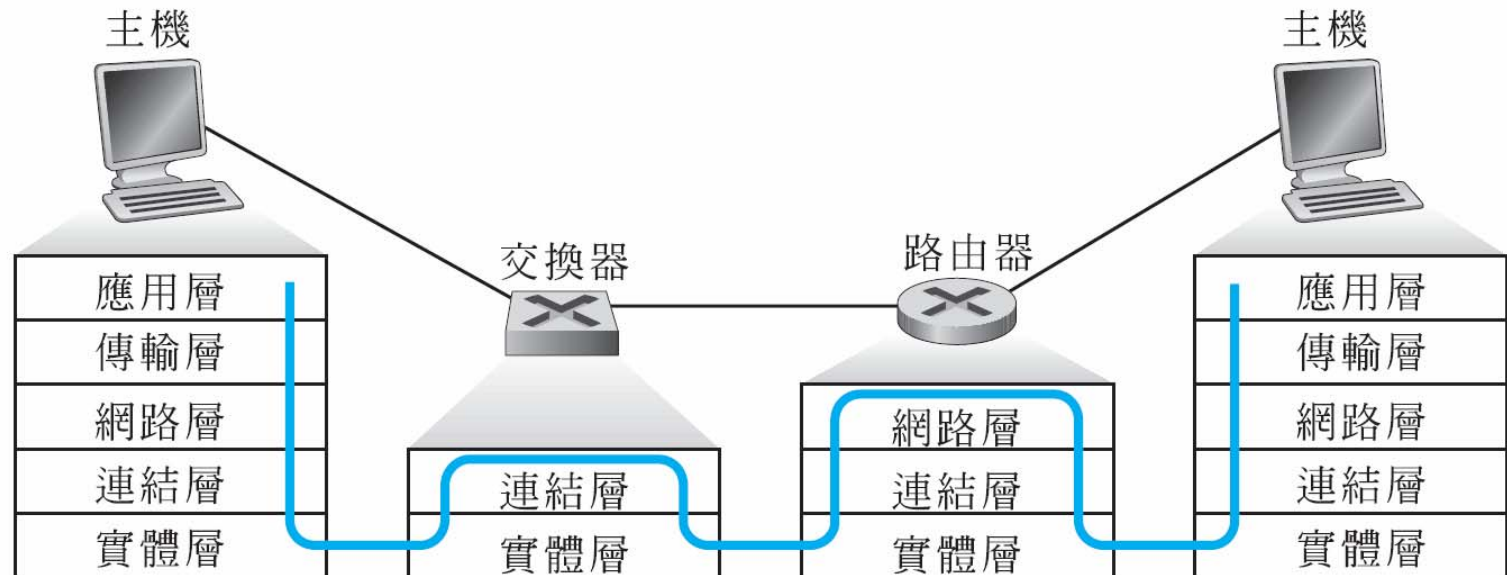 主機
主機
交換器
路由器
應用層
傳輸層
網路層
連結層
實體層
連結層
實體層
網路層
連結層
實體層
應用層
傳輸層
網路層
連結層
實體層